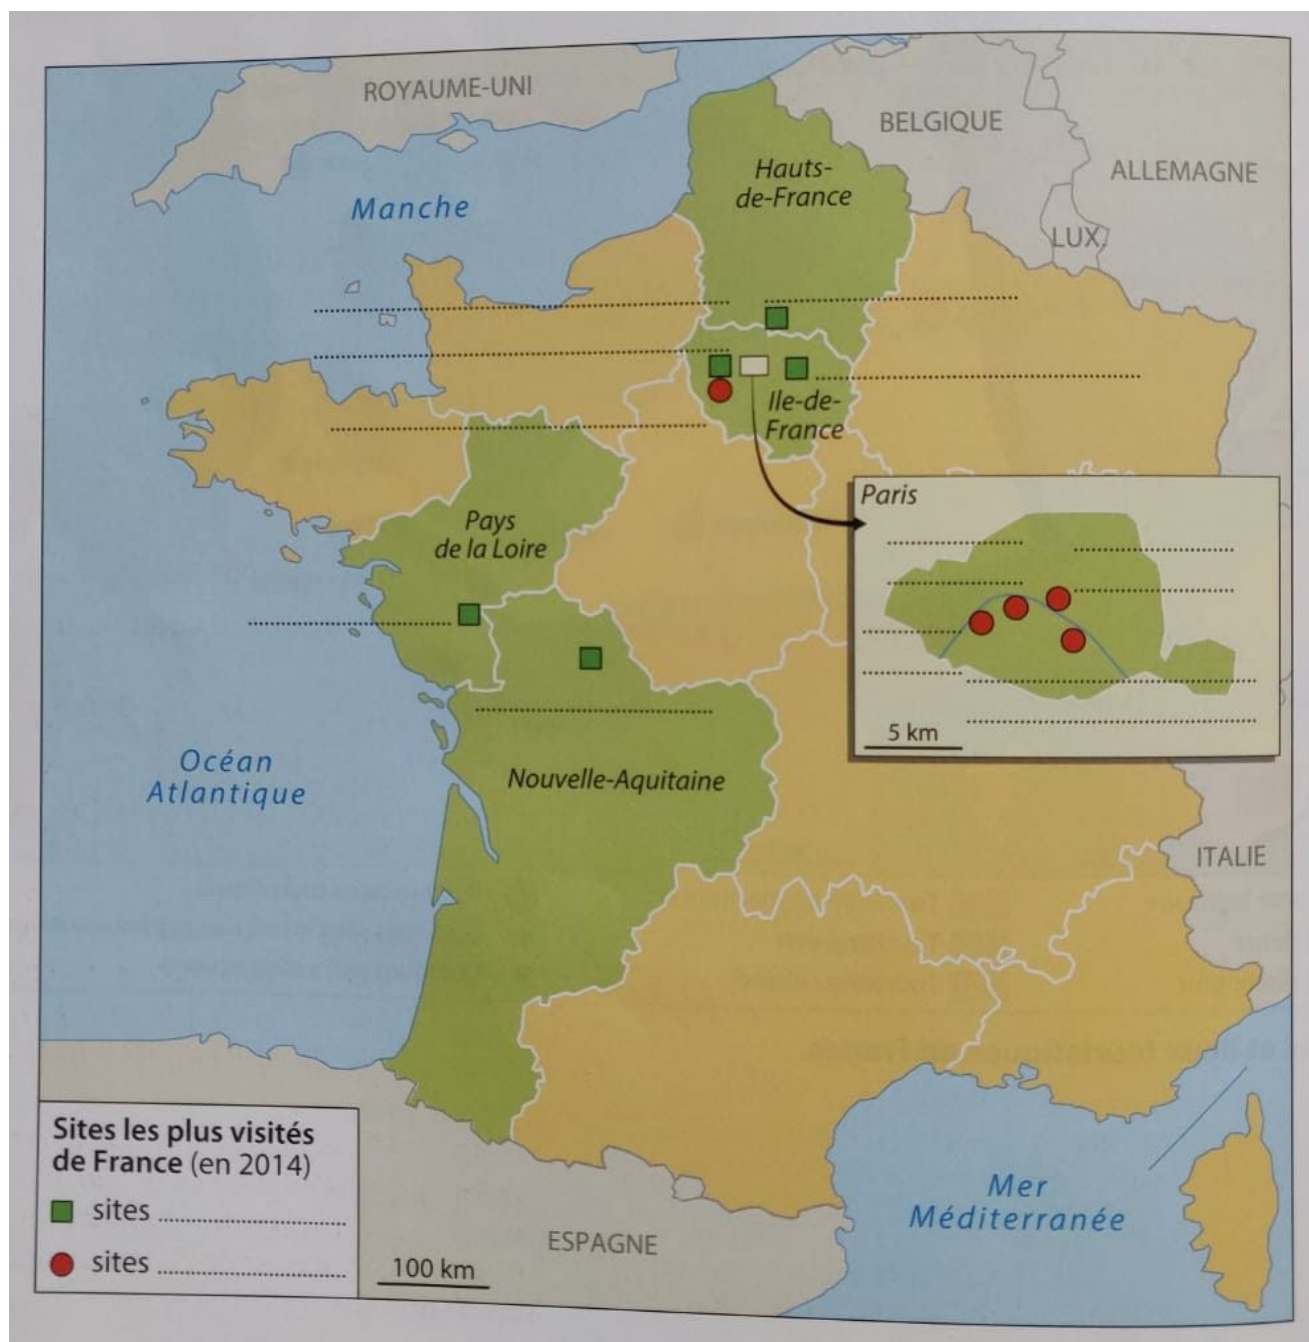 ROYAUME-UNI
BELGIQUE
ALLEMAGNE
LUX.
Manche
Hauts-
de-France
Ile-de-
France
Paris
Pays
de la Loire
5 km
Océan
Atlantique
Nouvelle-Aquitaine
ITALIE
Sites les plus visités
de France (en 2014)
sites ........................
sites ........................
100 km
ESPAGNE
Mer
Méditerranée